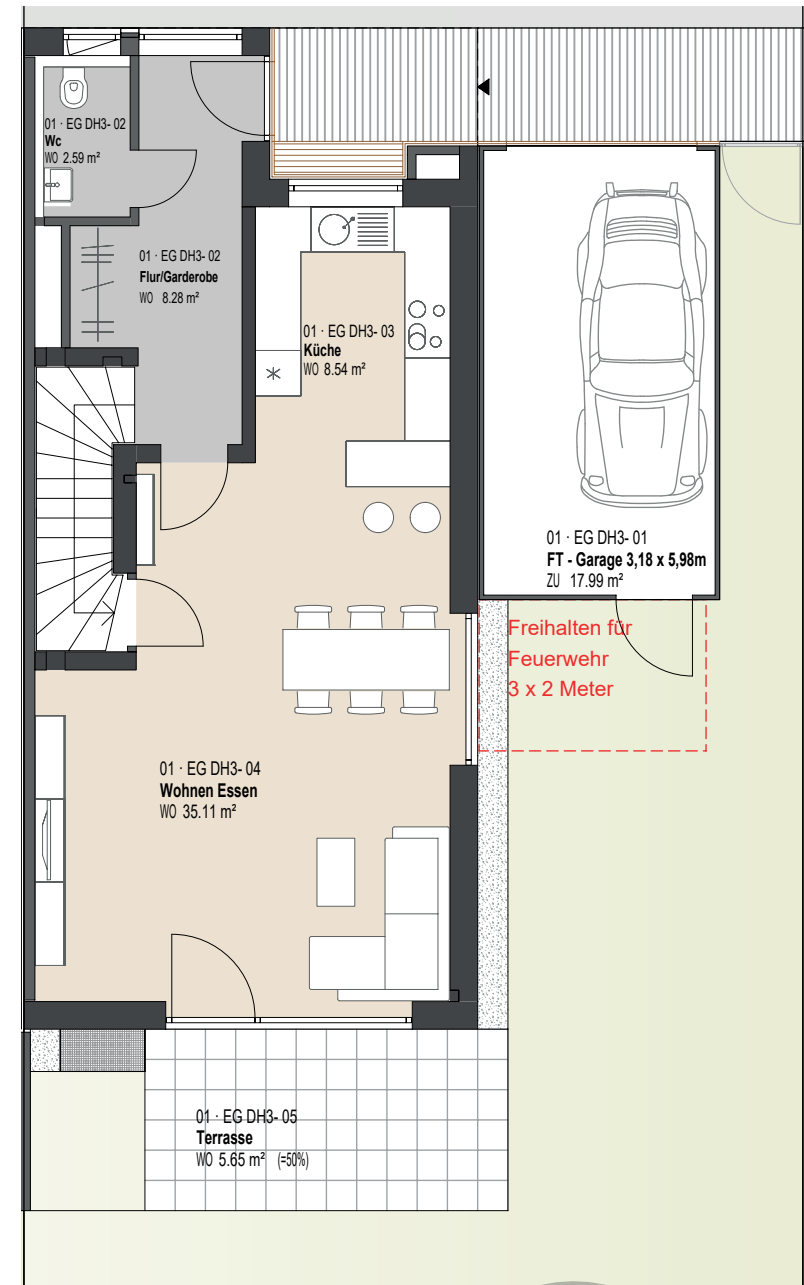 01 · EG DH3- 02
Wc
WO 2.59 m²
01 · EG DH3- 02
Flur/Garderobe
WO 8.28 m²
01 · EG DH3- 03
Küche
WO 8.54 m²
01 · EG DH3- 01
FT - Garage 3,18 x 5,98m
ZU 17.99 m²
Freihalten für
Feuerwehr
3 x 2 Meter
01 · EG DH3- 04
Wohnen Essen
WO 35.11 m²
01 · EG DH3- 05
Terrasse
WO 5.65 m² (=50%)